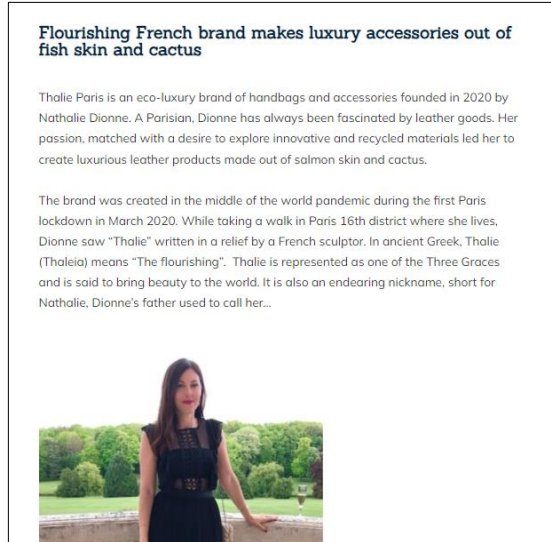 Flourishing French brand makes luxury accessories out of
fish skin and cactus
Thalie Paris is an eco-luxury brand of handbags and accessories founded in 2020 by
Nathalie Dionne. A Parisian, Dionne has always been fascinated by leather goods. Her
passion, matched with a desire to explore innovative and recycled materials led her to
create luxurious leather products made out of salmon skin and cactus.
The brand was created in the middle of the world pandemic during the first Paris
lockdown in March 2020. While taking a walk in Paris 16th district where she lives,
Dionne saw “Thalie” written in a relief by a French sculptor. In ancient Greek, Thalie
(Thaleia) means “The flourishing”.  Thalie is represented as one of the Three Graces
and is said to bring beauty to the world. It is also an endearing nickname, short for
Nathalie, Dionne’s father used to call her…